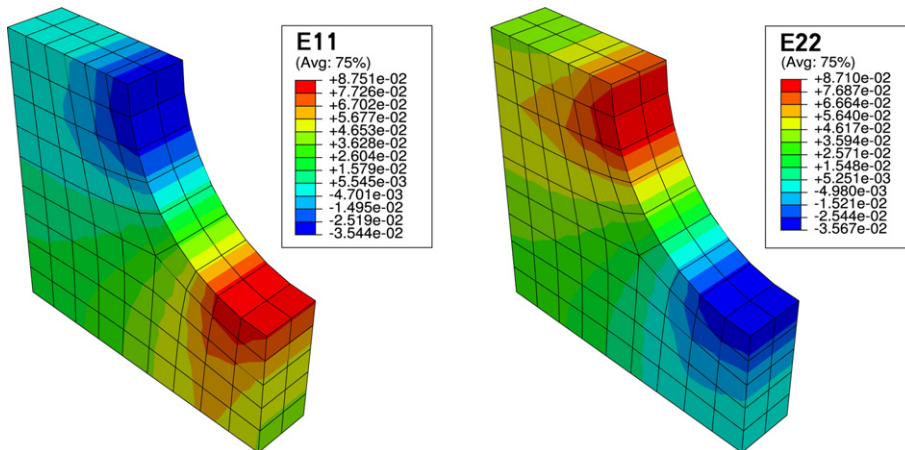 E11
(Avg: 75%)
+8.751e-02
+7.726e-02
+6.702e-02
+5.677e-02
+4.653e-02
+3.628e-02
+2.604e-02
+1.579e-02
+5.545e-03
-4.701e-03
-1.495e-02
-2.519e-02
-3.544e-02
E22
(Avg: 75%)
+8.710e-02
+7.687e-02
+6.664e-02
+5.640e-02
+4.617e-02
+3.594e-02
+2.571e-02
+1.548e-02
+5.251e-03
-4.980e-03
-1.521e-02
-2.544e-02
-3.567e-02